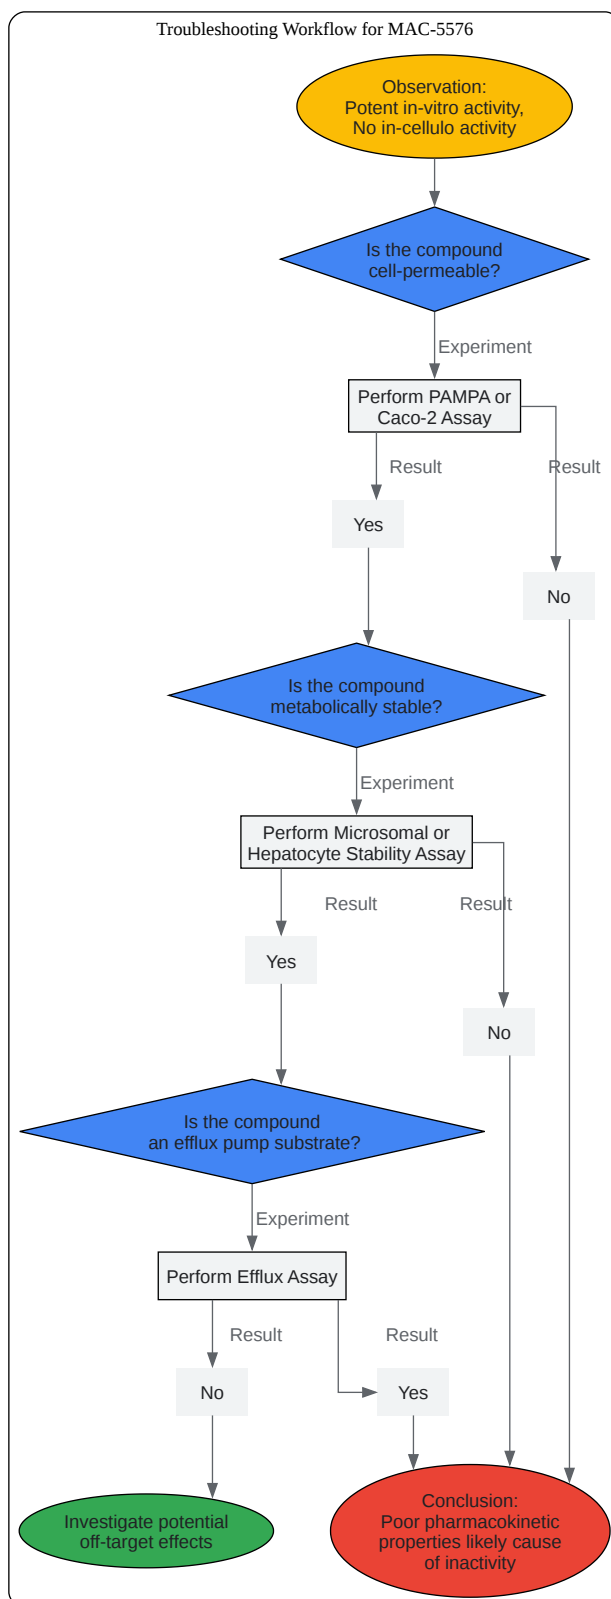 Troubleshooting Workflow for MAC-5576
Observation:
Potent in-vitro activity,
No in-cellulo activity
Is the compound
cell-permeable?
Experiment
Perform PAMPA or
Caco-2 Assay
Result
Result
Yes
No
Is the compound
metabolically stable?
Experiment
Perform Microsomal or
Hepatocyte Stability Assay
Result
Result
Yes
No
Is the compound
an efflux pump substrate?
Experiment
Perform Efflux Assay
Result
Result
No
Yes
Investigate potential
off-target effects
Conclusion:
Poor pharmacokinetic
properties likely cause
of inactivity